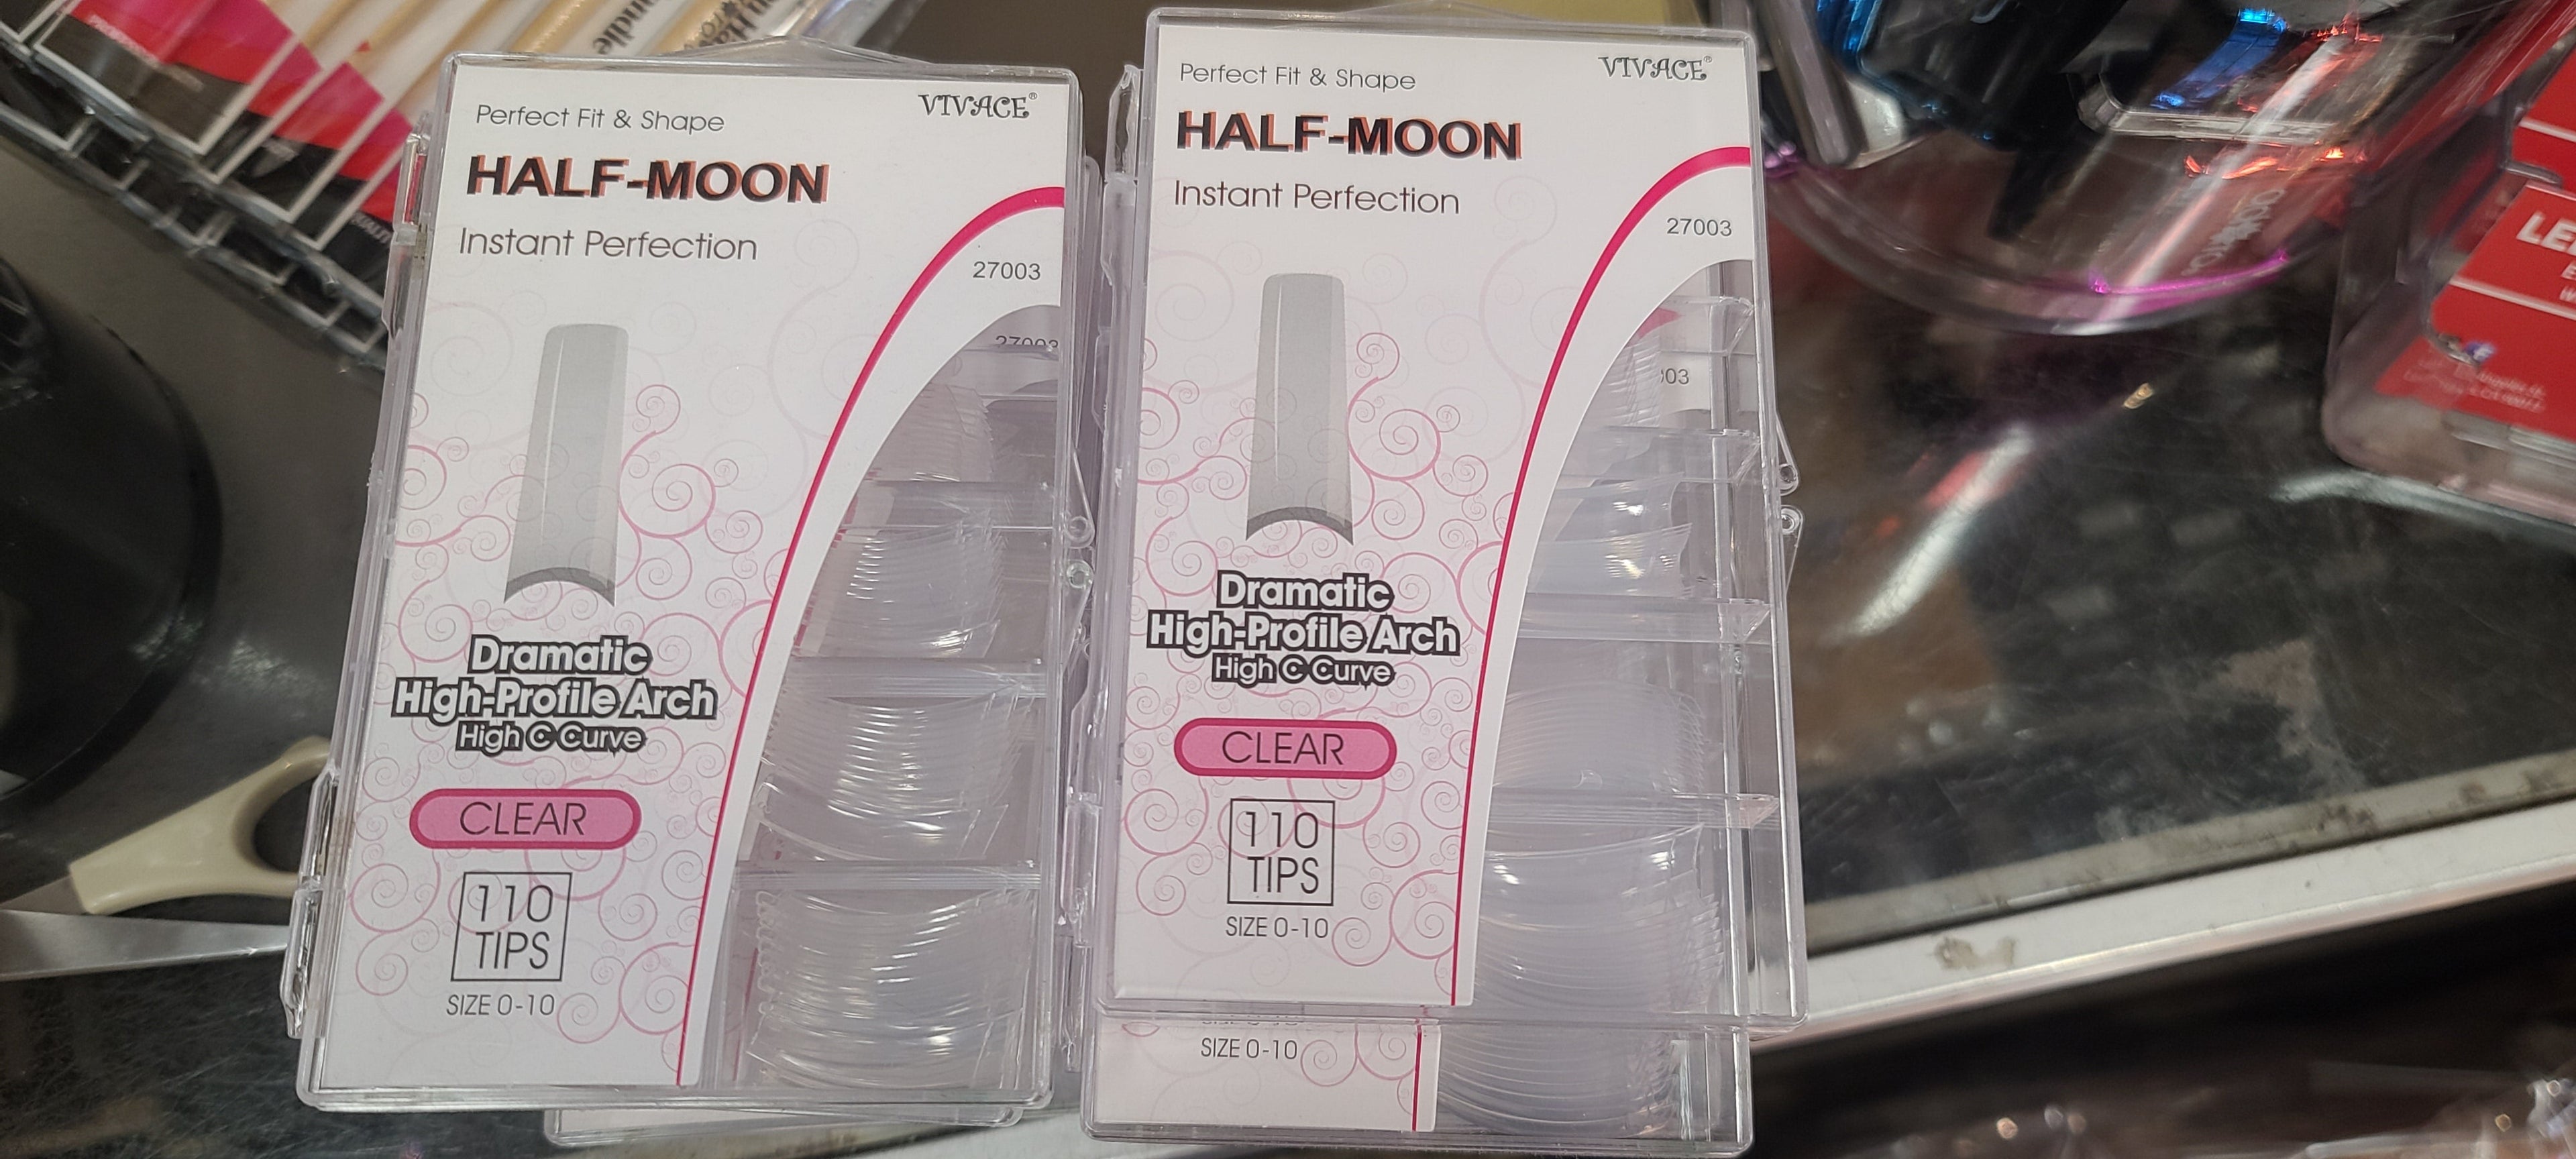 Perfect Fit & Shape
VIVACE®
HALF-MOON
Instant Perfection
27003
27003
Dramatic
High-Profile Arch
High C Curve
CLEAR
110
TIPS
SIZE 0-10
Perfect Fit & Shape
VIVACE®
HALF-MOON
Instant Perfection
27003
03
Dramatic
High-Profile Arch
High C Curve
CLEAR
110
TIPS
SIZE 0-10
SIZE 0-10